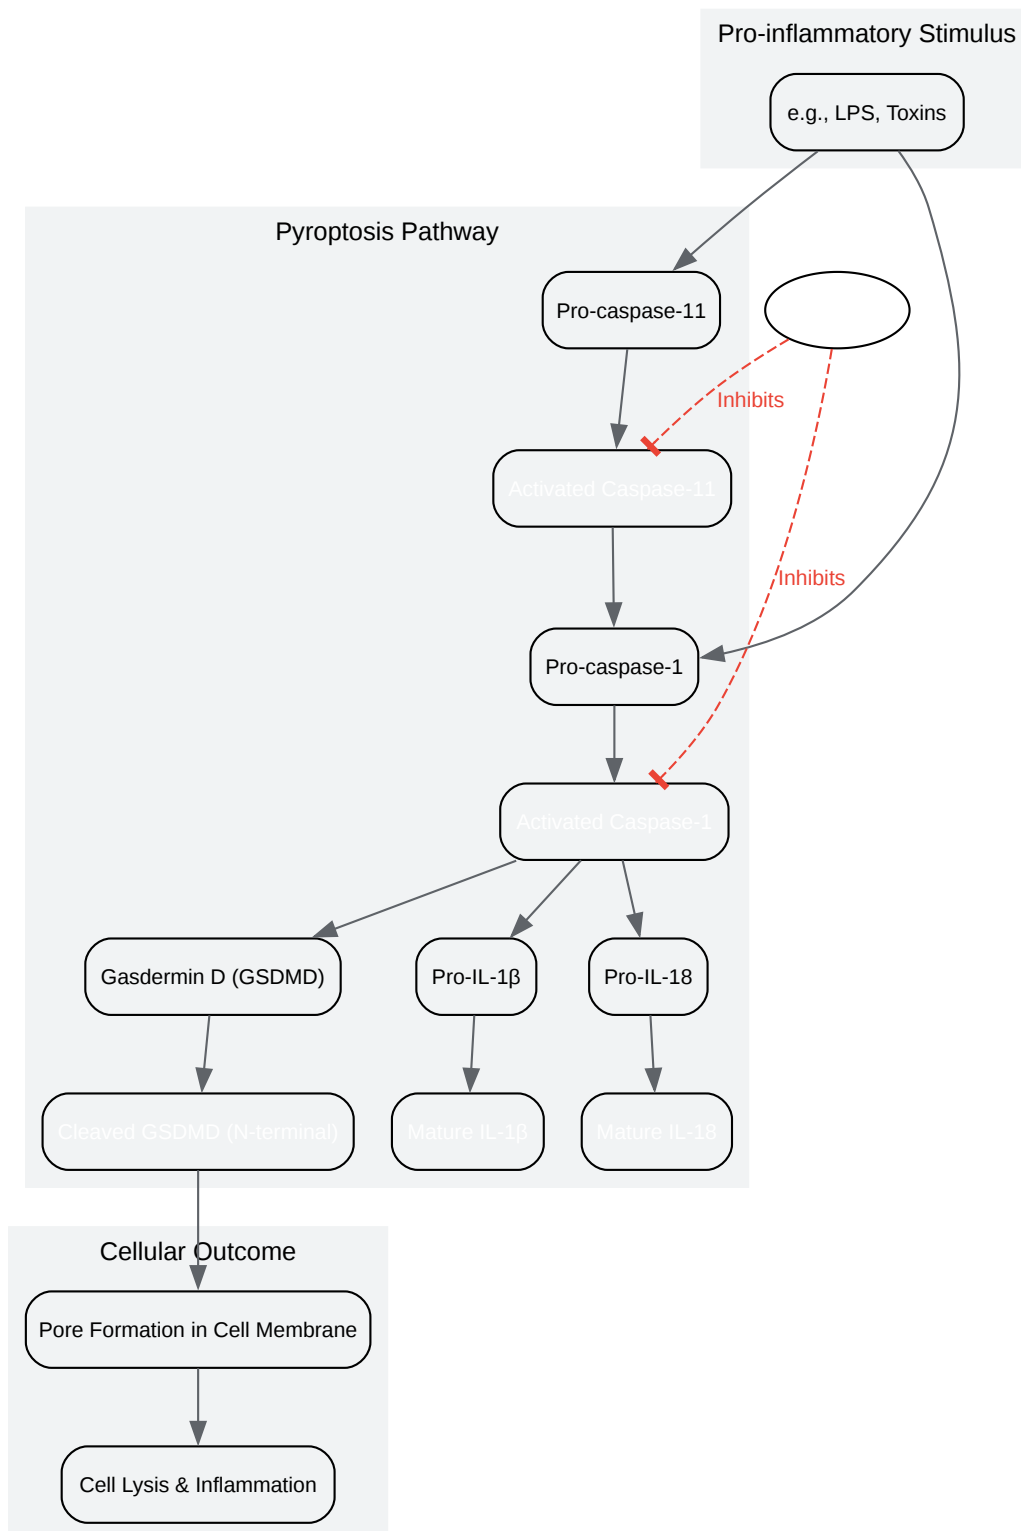 Pro-inflammatory Stimulus
e.g., LPS, Toxins
Pyroptosis Pathway
Pro-caspase-11
Inhibits
Activated Caspase-11
Inhibits
Pro-caspase-1
Activated Caspase-1
Gasdermin D (GSDMD)
Pro-IL-1β
Pro-IL-18
Cleaved GSDMD (N-terminal)
Mature IL-1β
Mature IL-18
Cellular Outcome
Pore Formation in Cell Membrane
Cell Lysis & Inflammation